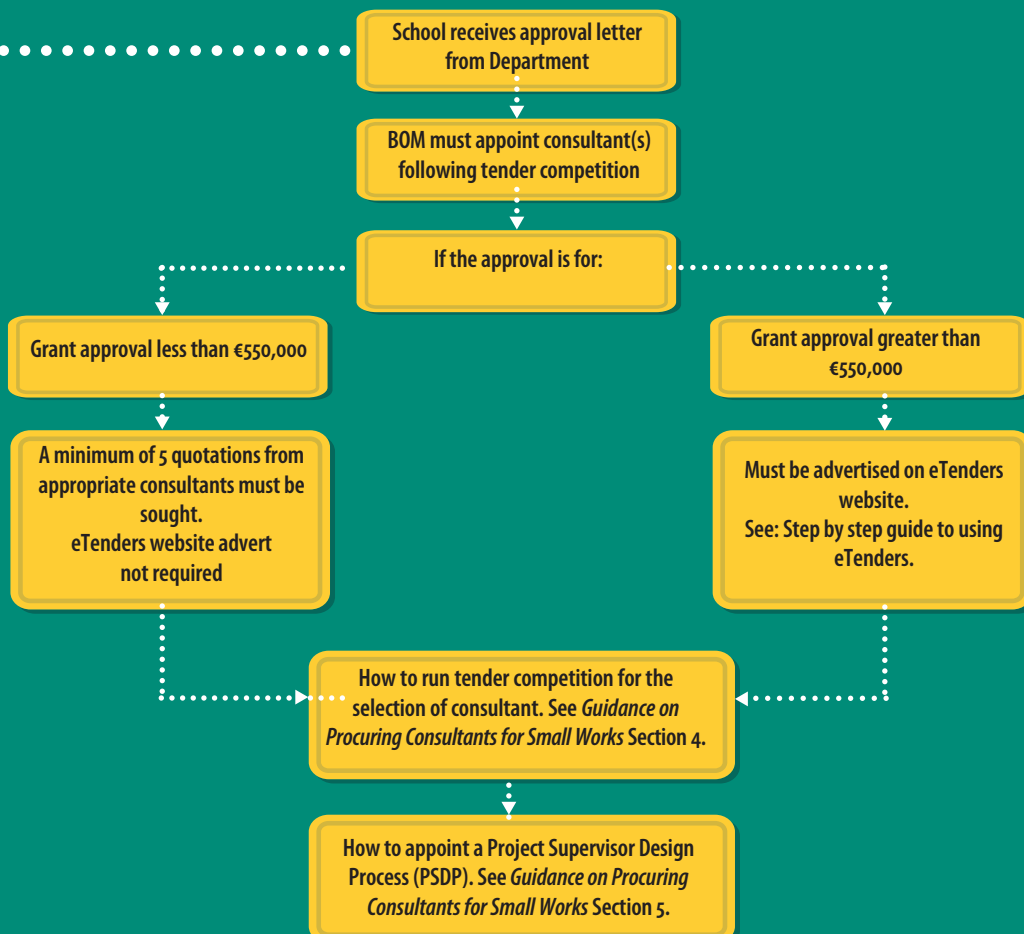 School receives approval letter
from Department
BOM must appoint consultant(s)
following tender competition
If the approval is for:
Grant approval less than €550,000
Grant approval greater than
€550,000
A minimum of 5 quotations from
appropriate consultants must be
sought.
eTenders website advert
not required
Must be advertised on eTenders
website.
See: Step by step guide to using
eTenders.
How to run tender competition for the
selection of consultant. See Guidance on
Procuring Consultants for Small Works Section 4.
How to appoint a Project Supervisor Design
Process (PSDP). See Guidance on Procuring
Consultants for Small Works Section 5.